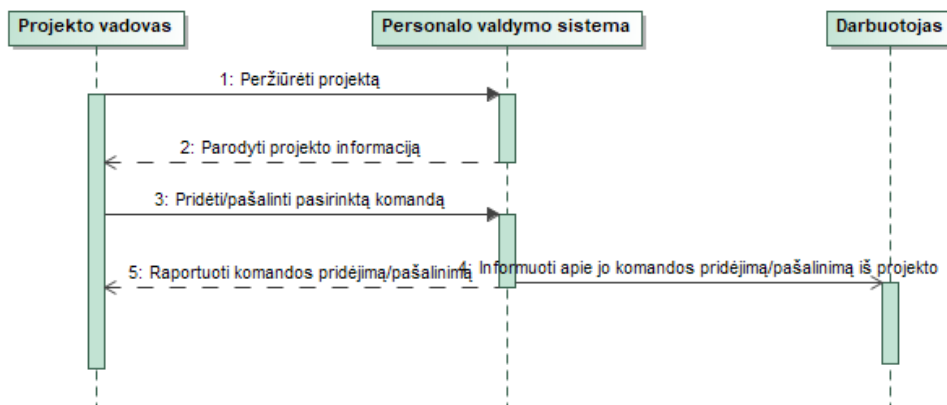 Projekto vadovas
Personalo valdymo sistema
Darbuotojas
1: Peržiūrėti projektą
2: Parodyti projekto informaciją
3: Pridėti/pašalinti pasirinktą komandą
5: Raportuoti komandos pridėjimą/pašalinimą
4: Informuoti apie jo komandos pridėjimą/pašalinimą iš projekto